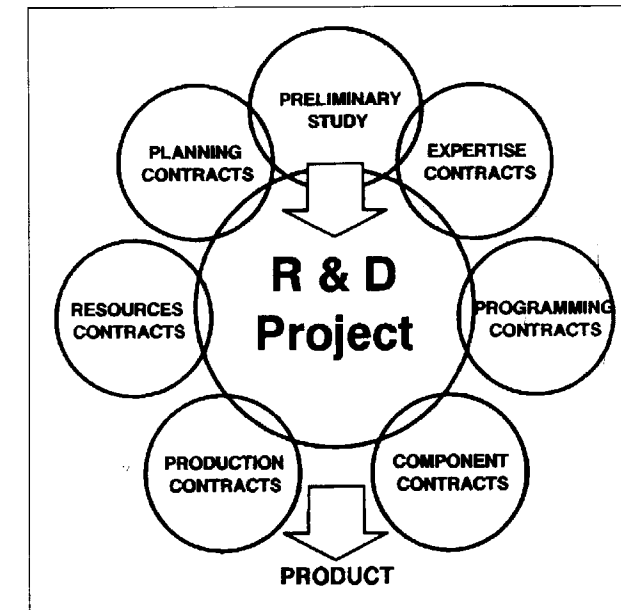 PRELIMINARY
STUDY
PLANNING
CONTRACTS
EXPERTISE
CONTRACTS
R & D
Project
RESOURCES
CONTRACTS
PROGRAMMING
CONTRACTS
PRODUCTION
CONTRACTS
COMPONENT
CONTRACTS
PRODUCT